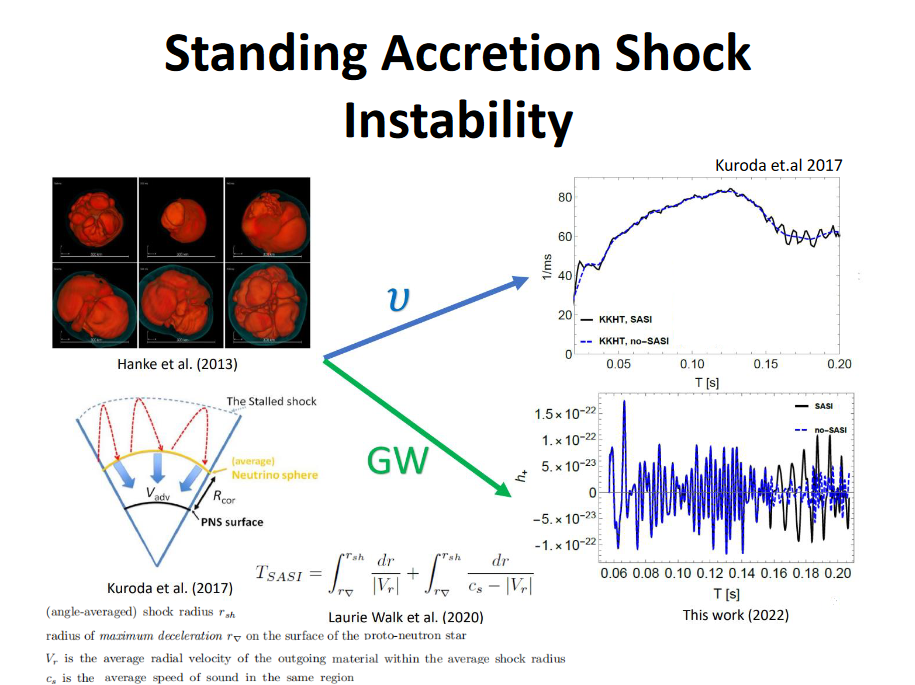 Standing Accretion Shock
Instability
Kuroda et.al 2017
Hanke et al. (2013)
υ
GW
80
60
40
20
0
1/ms
KKHT, SASI
KKHT, no-SASI
0.05 0.10 0.15 0.20
T [s]
The Stalled shock
(average)
Neutrino sphere
V_adv
R_cor
PNS surface
Kuroda et al. (2017)
T_{SASI} = ∫_{r_∇}^{r_{sh}} dr/|V_r| + ∫_{r_∇}^{r_{sh}} dr/(c_s − |V_r|)
Laurie Walk et al. (2020)
1.5 × 10^-22
1. × 10^-22
5. × 10^-23
0
-5. × 10^-23
-1. × 10^-22
h_+
SASI
no-SASI
0.06 0.08 0.10 0.12 0.14 0.16 0.18 0.20
T [s]
This work (2022)
(angle-averaged) shock radius r_sh
radius of maximum deceleration r_∇ on the surface of the proto-neutron star
V_r is the average radial velocity of the outgoing material within the average shock radius
c_s is the average speed of sound in the same region